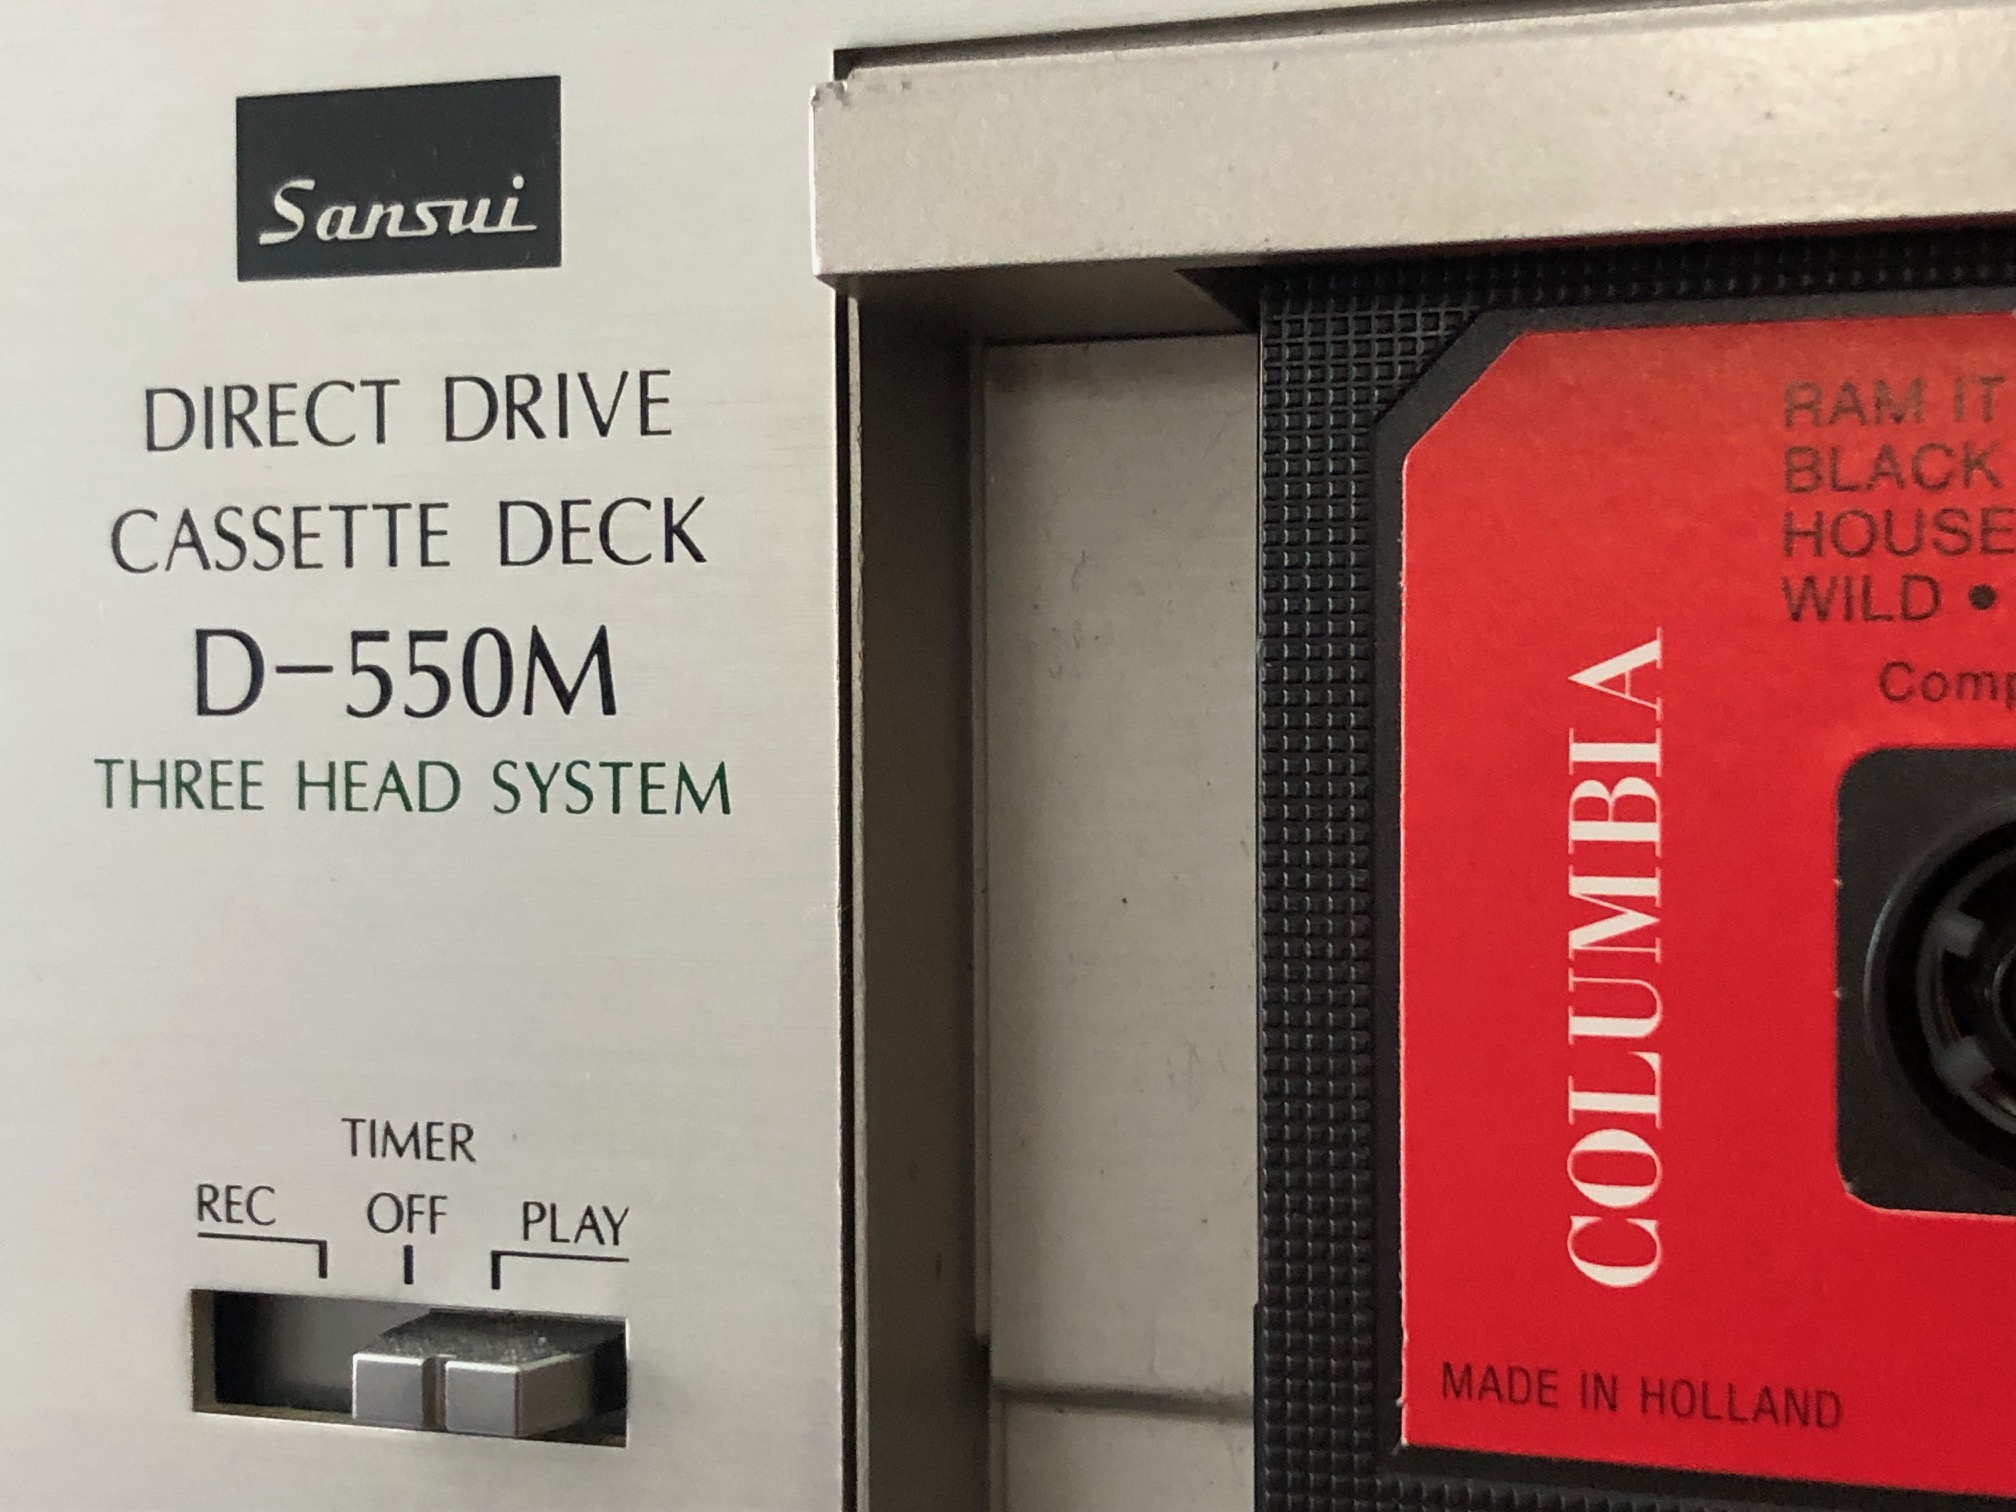 Sansui
DIRECT DRIVE
CASSETTE DECK
D-550M
THREE HEAD SYSTEM
TIMER
REC OFF PLAY
RAM IT
BLACK
HOUSE
WILD •
COLUMBIA
MADE IN HOLLAND